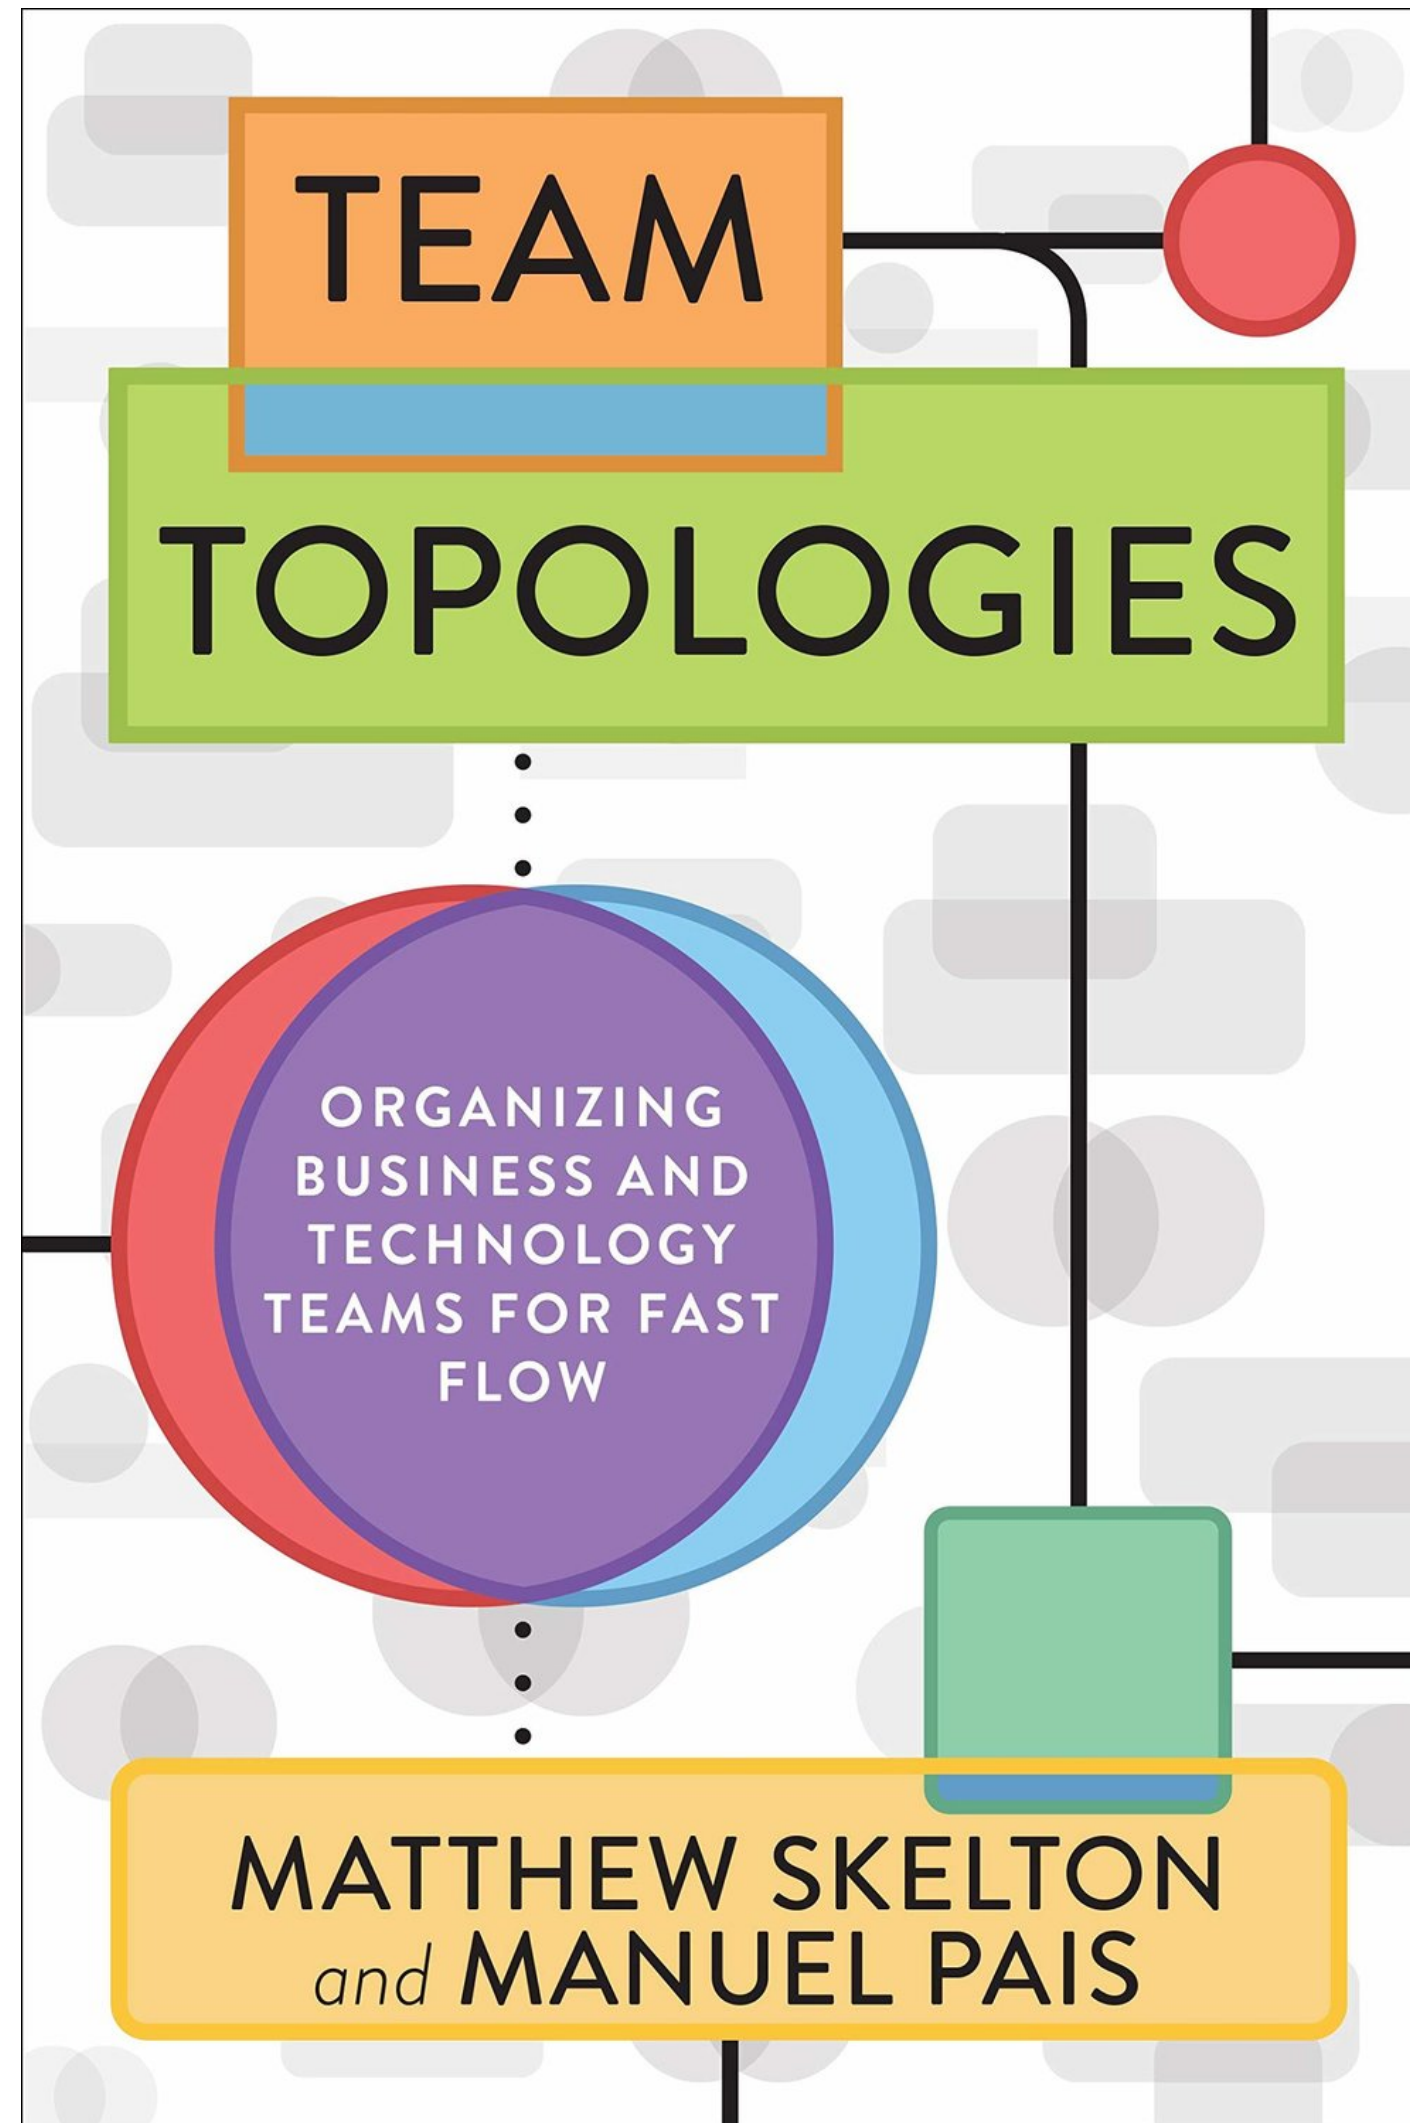 TEAM
TOPOLOGIES
ORGANIZING
BUSINESS AND
TECHNOLOGY
TEAMS FOR FAST
FLOW
MATTHEW SKELTON
and MANUEL PAIS